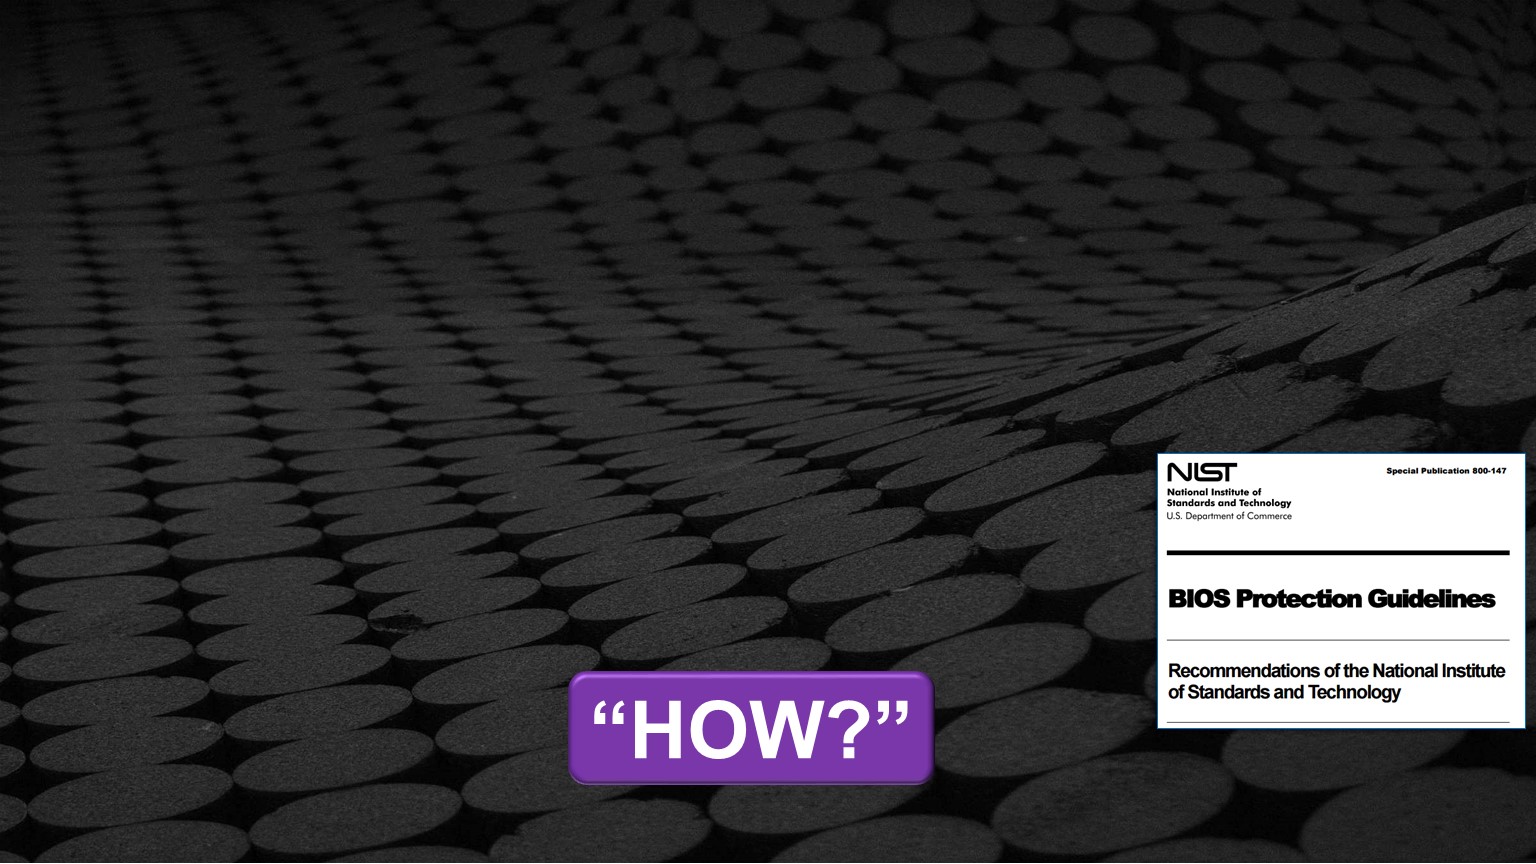 NIST
Special Publication 800-147
National Institute of
Standards and Technology
U.S. Department of Commerce
BIOS Protection Guidelines
Recommendations of the National Institute
of Standards and Technology
“HOW?”